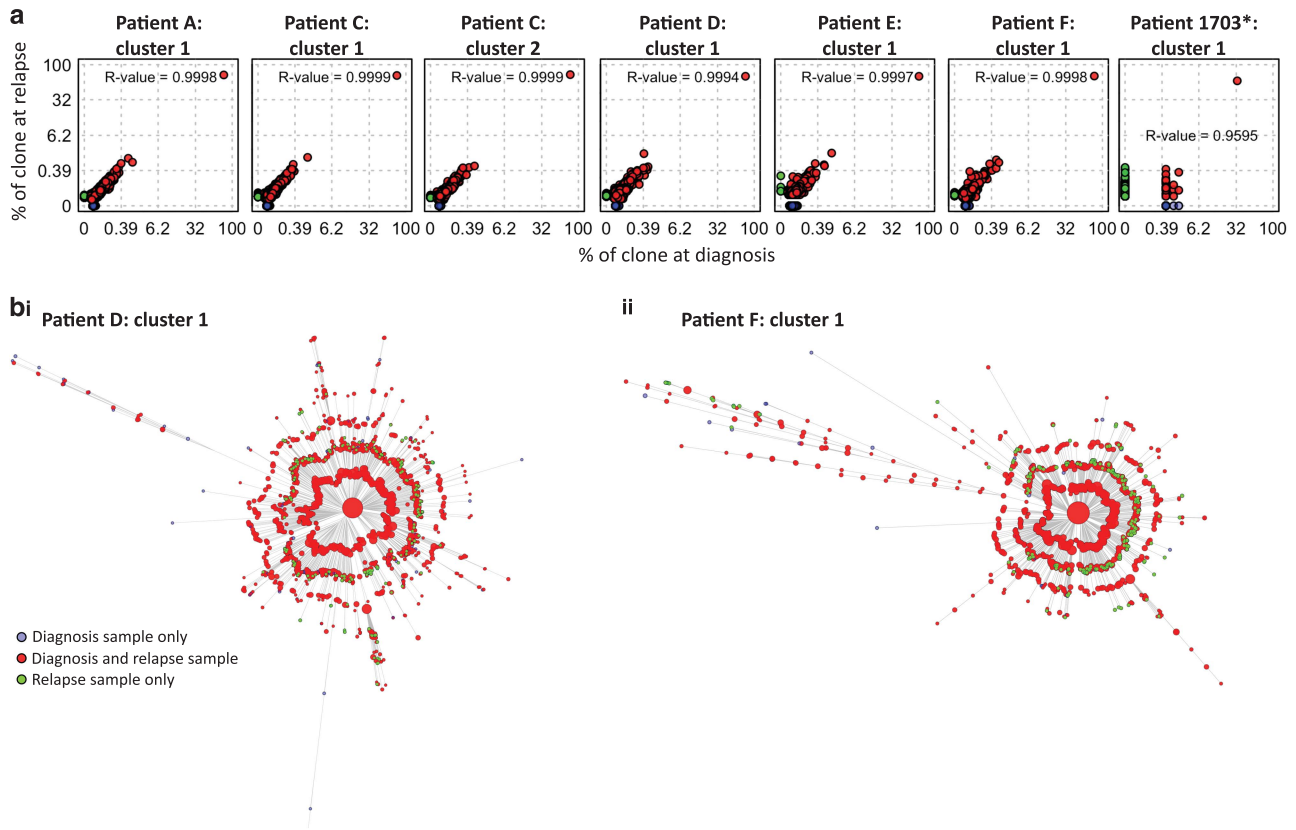 a
Patient A: cluster 1
Patient C: cluster 1
Patient C: cluster 2
Patient D: cluster 1
Patient E: cluster 1
Patient F: cluster 1
Patient 1703*: cluster 1
% of clone at relapse
100
32
6.2
0.39
0
R-value = 0.9998
R-value = 0.9999
R-value = 0.9999
R-value = 0.9994
R-value = 0.9997
R-value = 0.9998
R-value = 0.9595
0 0.39 6.2 32 100
0 0.39 6.2 32 100
0 0.39 6.2 32 100
0 0.39 6.2 32 100
0 0.39 6.2 32 100
0 0.39 6.2 32 100
0 0.39 6.2 32 100
% of clone at diagnosis
bi
Patient D: cluster 1
ii
Patient F: cluster 1
Diagnosis sample only
Diagnosis and relapse sample
Relapse sample only